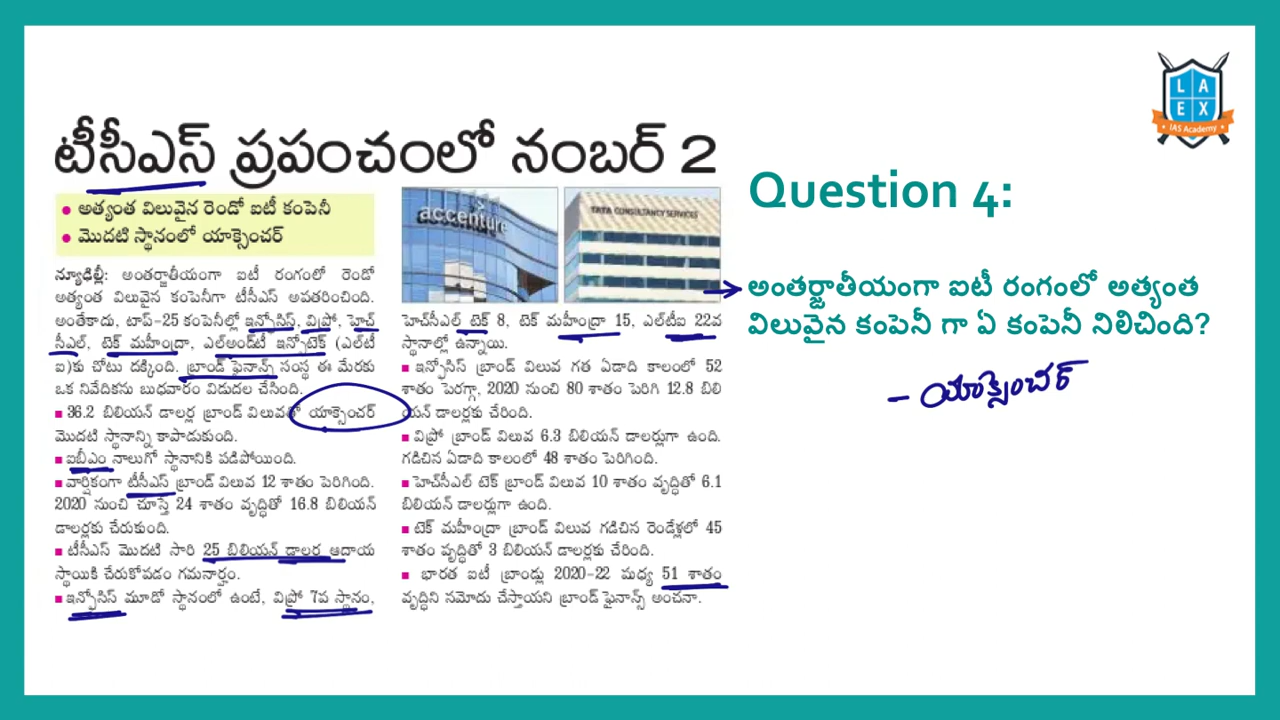 టీసీఎస్ ప్రపంచంలో నంబర్ 2
• అత్యంత విలువైన రెండో ఐటీ కంపెనీ
• మొదటి స్థానంలో యాక్సెంచర్
న్యూఢిల్లీ: అంతర్జాతీయంగా ఐటీ రంగంలో రెండో
అత్యంత విలువైన కంపెనీగా టీసీఎస్ అవతరించింది.
అంతేకాదు, టాప్-25 కంపెనీల్లో ఇన్ఫోసిస్, విప్రో, హెచ్
సీఎల్, టెక్ మహీంద్రా, ఎల్అండ్‌టీ ఇన్ఫోటెక్ (ఎల్‌టీ
ఐ)కు చోటు దక్కింది. బ్రాండ్ ఫైనాన్స్ సంస్థ ఈ మేరకు
ఒక నివేదికను బుధవారం విడుదల చేసింది.
■ 36.2 బిలియన్ డాలర్ల బ్రాండ్ విలువతో యాక్సెంచర్
మొదటి స్థానాన్ని కాపాడుకుంది.
■ ఐబీఎం నాలుగో స్థానానికి పడిపోయింది.
■ వార్షికంగా టీసీఎస్ బ్రాండ్ విలువ 12 శాతం పెరిగింది.
2020 నుంచి చూస్తే 24 శాతం వృద్ధితో 16.8 బిలియన్
డాలర్లకు చేరుకుంది.
■ టీసీఎస్ మొదటి సారి 25 బిలియన్ డాలర్ల ఆదాయ
స్థాయికి చేరుకోవడం గమనార్హం.
■ ఇన్ఫోసిస్ మూడో స్థానంలో ఉంటే, విప్రో 7వ స్థానం,
accenture
TATA CONSULTANCY SERVICES
హెచ్‌సీఎల్ టెక్ 8, టెక్ మహీంద్రా 15, ఎల్‌టీఐ 22వ
స్థానాల్లో ఉన్నాయి.
■ ఇన్ఫోసిస్ బ్రాండ్ విలువ గత ఏడాది కాలంలో 52
శాతం పెరగ్గా, 2020 నుంచి 80 శాతం పెరిగి 12.8 బిలి
యన్ డాలర్లకు చేరింది.
■ విప్రో బ్రాండ్ విలువ 6.3 బిలియన్ డాలర్లుగా ఉంది.
గడిచిన ఏడాది కాలంలో 48 శాతం పెరిగింది.
■ హెచ్‌సీఎల్ టెక్ బ్రాండ్ విలువ 10 శాతం వృద్ధితో 6.1
బిలియన్ డాలర్లుగా ఉంది.
■ టెక్ మహీంద్రా బ్రాండ్ విలువ గడిచిన రెండేళ్లలో 45
శాతం వృద్ధితో 3 బిలియన్ డాలర్లకు చేరింది.
■ భారత ఐటీ బ్రాండ్లు 2020-22 మధ్య 51 శాతం
వృద్ధిని నమోదు చేస్తాయని బ్రాండ్ ఫైనాన్స్ అంచనా.
LAEX
IAS Academy
Question 4:
అంతర్జాతీయంగా ఐటీ రంగంలో అత్యంత
విలువైన కంపెనీ గా ఏ కంపెనీ నిలిచింది?
- యాక్సెంచర్